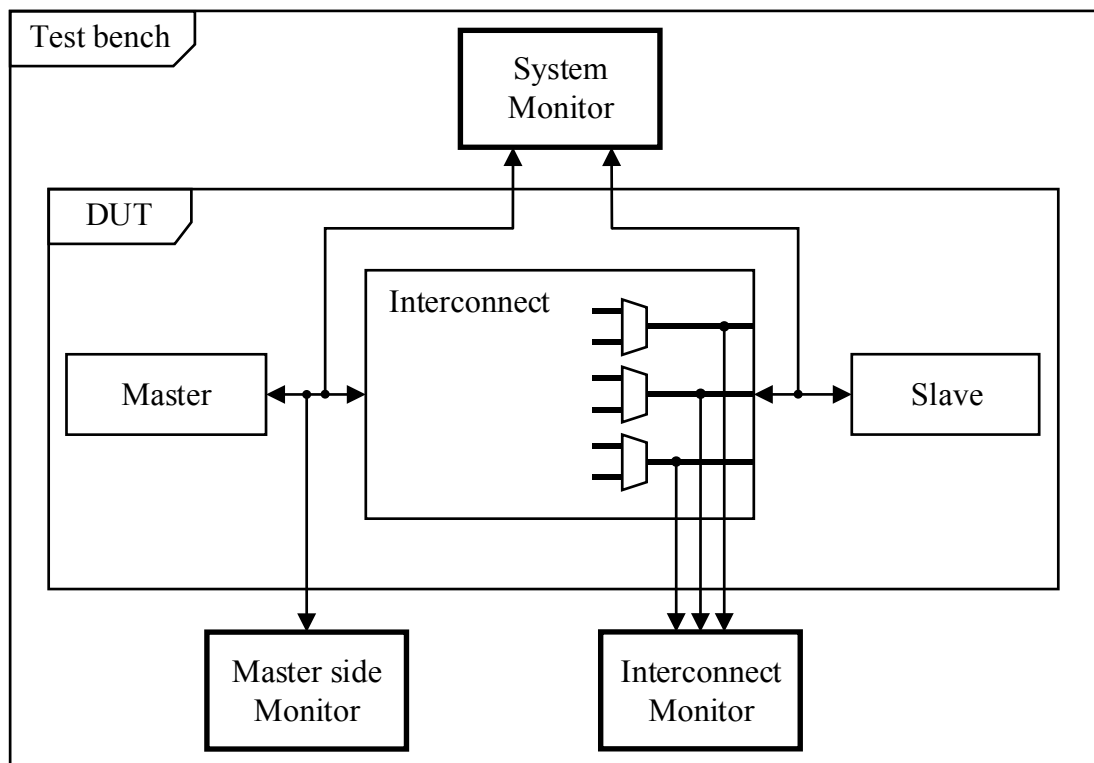 Test bench
System
Monitor
DUT
Interconnect
Master
Slave
Master side
Monitor
Interconnect
Monitor